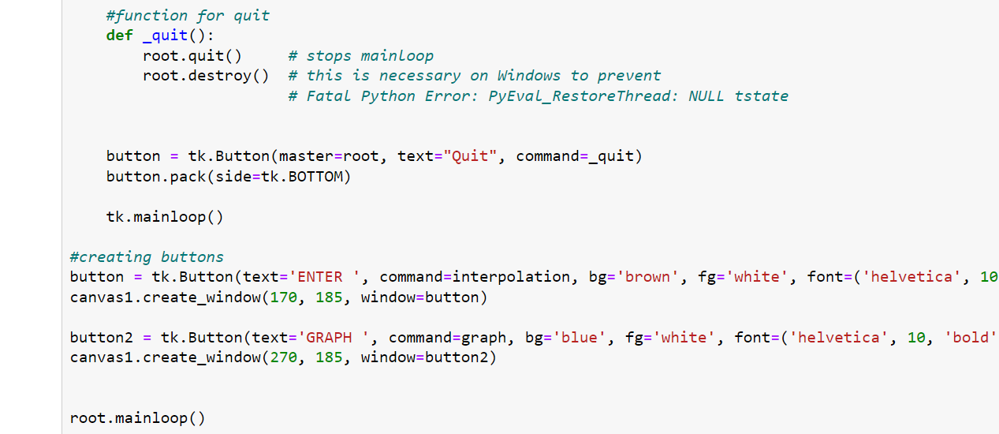 #function for quit
def _quit():
root.quit()     # stops mainloop
root.destroy()  # this is necessary on Windows to prevent
# Fatal Python Error: PyEval_RestoreThread: NULL tstate
button = tk.Button(master=root, text="Quit", command=_quit)
button.pack(side=tk.BOTTOM)
tk.mainloop()
#creating buttons
button = tk.Button(text='ENTER ', command=interpolation, bg='brown', fg='white', font=('helvetica', 10
canvas1.create_window(170, 185, window=button)
button2 = tk.Button(text='GRAPH ', command=graph, bg='blue', fg='white', font=('helvetica', 10, 'bold'
canvas1.create_window(270, 185, window=button2)
root.mainloop()